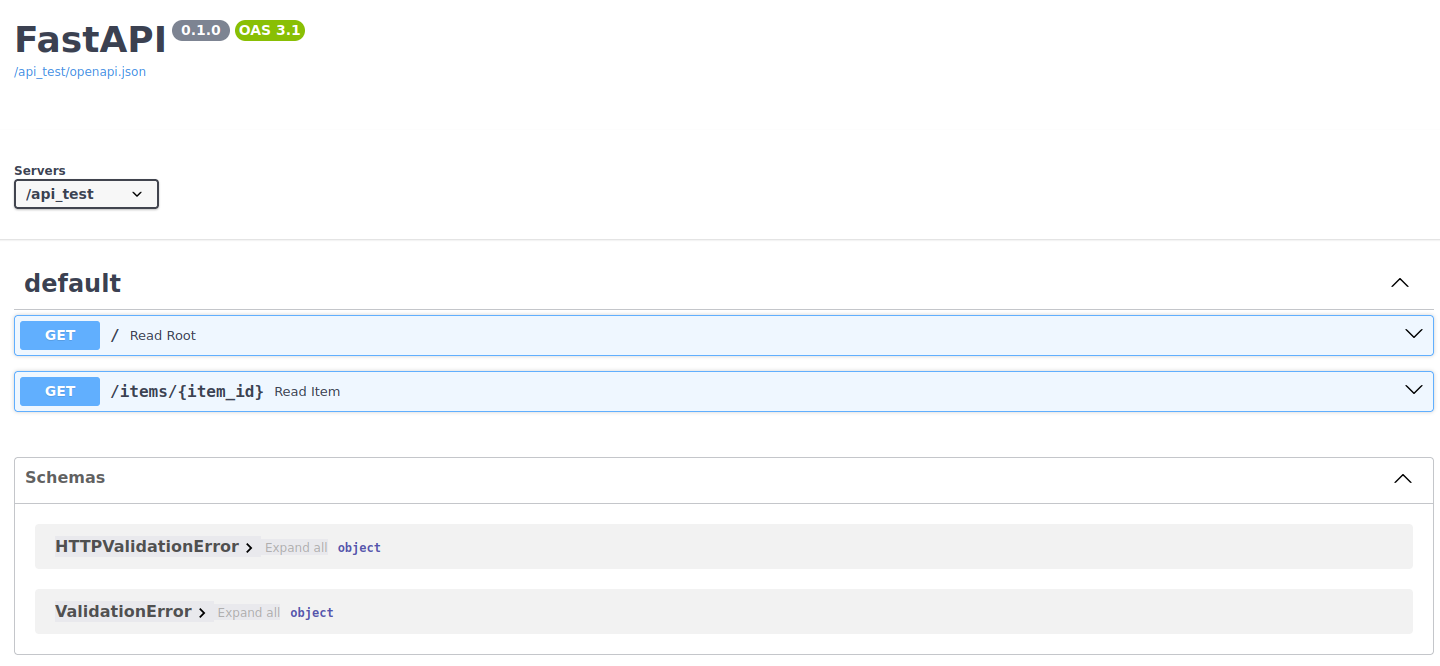 FastAPI 0.1.0 OAS 3.1
/api_test/openapi.json
Servers
/api_test
default
GET / Read Root
GET /items/{item_id} Read Item
Schemas
HTTPValidationError Expand all object
ValidationError Expand all object